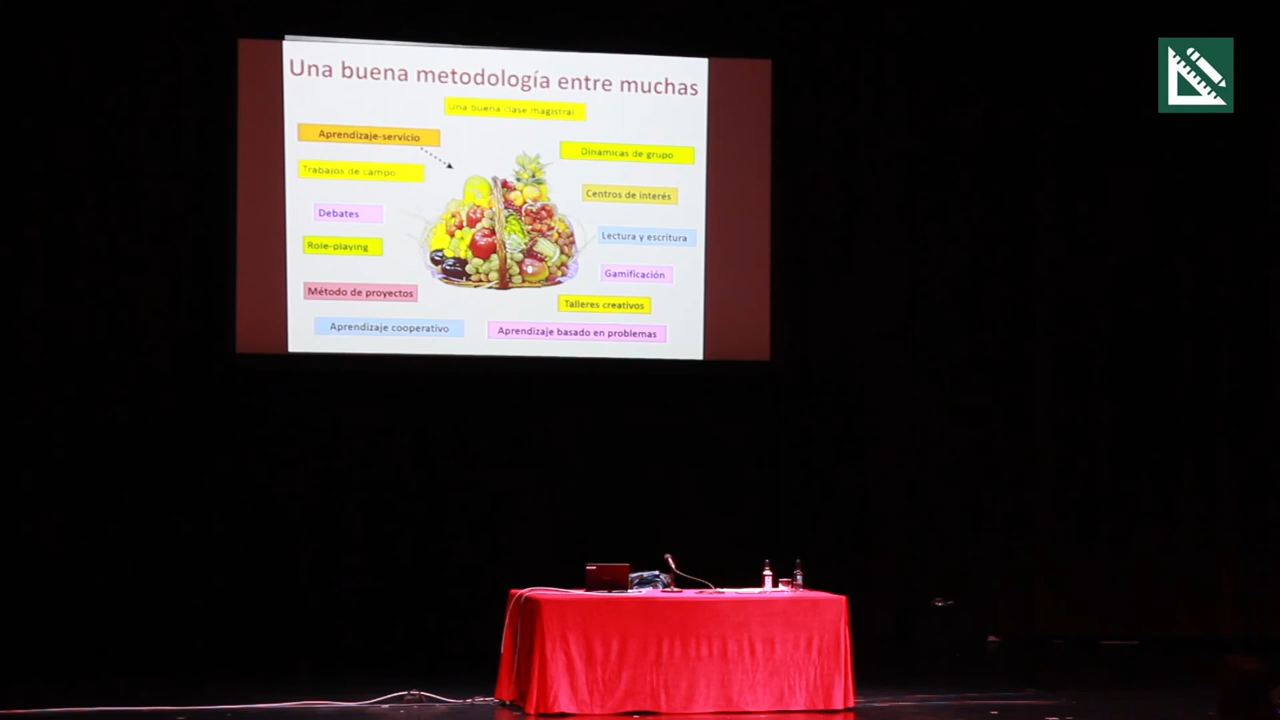 Una buena metodología entre muchas
Una buena clase magistral
Aprendizaje-servicio
Dinámicas de grupo
Trabajos de campo
Centros de interés
Debates
Lectura y escritura
Role-playing
Gamificación
Método de proyectos
Talleres creativos
Aprendizaje cooperativo
Aprendizaje basado en problemas